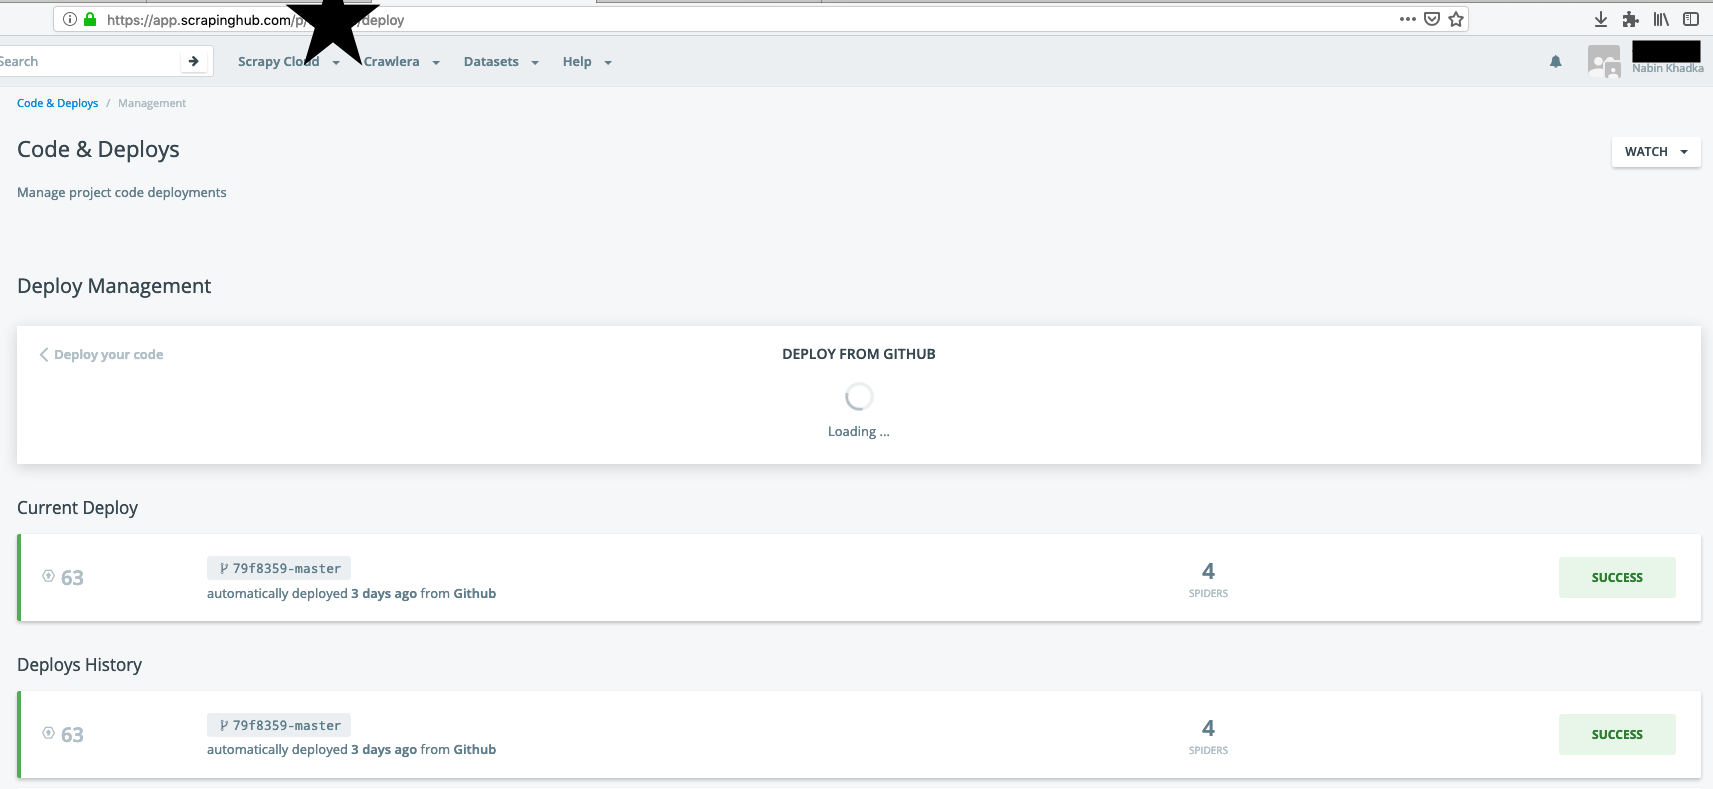 https://app.scrapinghub.com/p/ /deploy
Search
Scrapy Cloud
Crawlera
Datasets
Help
Nabin Khadka
Code & Deploys / Management
Code & Deploys
WATCH
Manage project code deployments
Deploy Management
Deploy your code
DEPLOY FROM GITHUB
Loading ...
Current Deploy
63
79f8359-master
automatically deployed 3 days ago from Github
4
SPIDERS
SUCCESS
Deploys History
63
79f8359-master
automatically deployed 3 days ago from Github
4
SPIDERS
SUCCESS